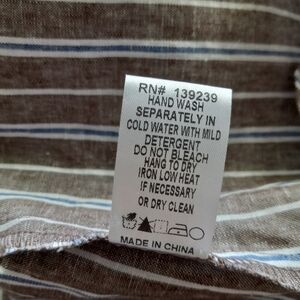 RN# 139239
HAND WASH
SEPARATELY IN
COLD WATER WITH MILD
DETERGENT
DO NOT BLEACH
HANG TO DRY
IRON LOW HEAT
IF NECESSARY
OR DRY CLEAN
MADE IN CHINA